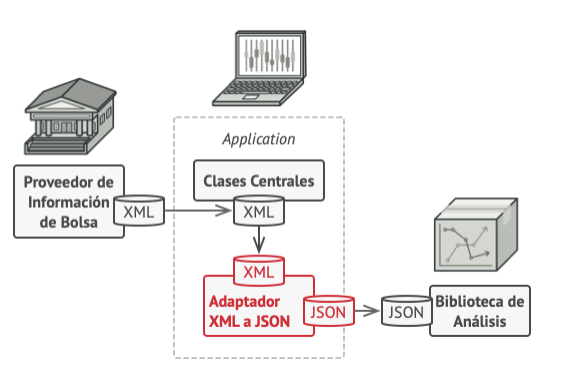 Application
Proveedor de
Información
de Bolsa
XML
Clases Centrales
XML
XML
Adaptador
XML a JSON
JSON
JSON
Biblioteca de
Análisis